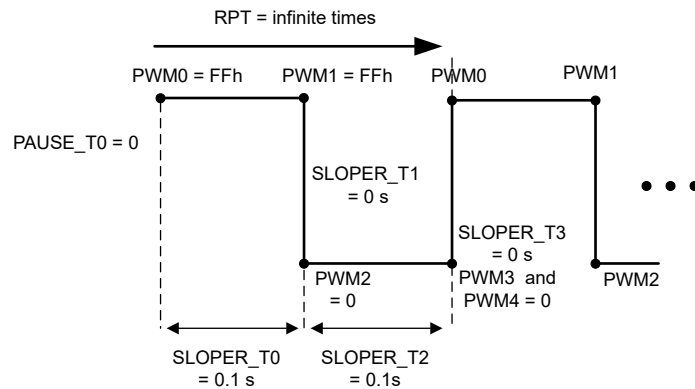 RPT = infinite times
PWM0 = FFh
PWM1 = FFh
PWM0
PWM1
PAUSE_T0 = 0
SLOPER_T1
= 0 s
SLOPER_T3
= 0 s
PWM2
= 0
PWM3 and
PWM4 = 0
PWM2
SLOPER_T0
= 0.1 s
SLOPER_T2
= 0.1s